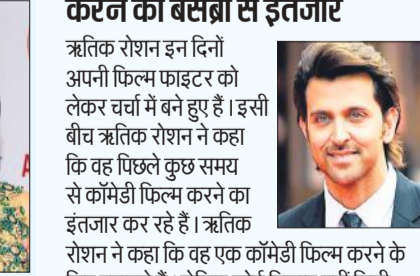 करने का बेसब्री से इंतजार
ऋतिक रोशन इन दिनों
अपनी फिल्म फाइटर को
लेकर चर्चा में बने हुए हैं । इसी
बीच ऋतिक रोशन ने कहा
कि वह पिछले कुछ समय
से कॉमेडी फिल्म करने का
इंतजार कर रहे हैं । ऋतिक
रोशन ने कहा कि वह एक कॉमेडी फिल्म करने के